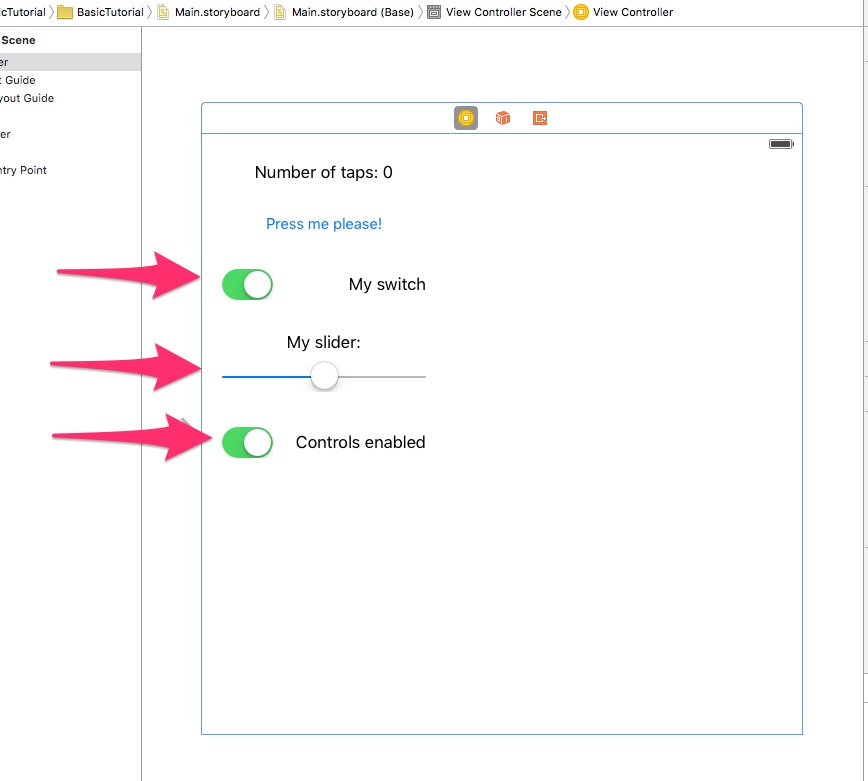 cTutorial BasicTutorial Main.storyboard Main.storyboard (Base) View Controller Scene View Controller
Scene
er
t Guide
yout Guide
er
ntry Point
Number of taps: 0
Press me please!
My switch
My slider:
Controls enabled